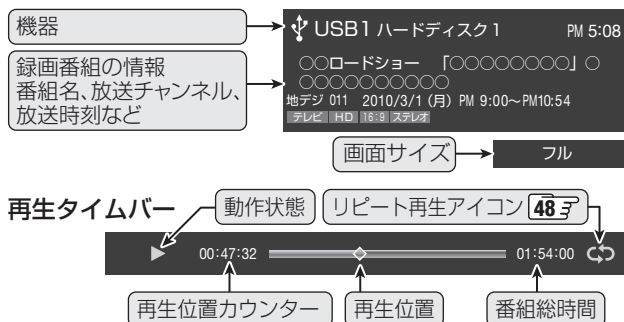 機器
USB1 ハードディスク1 PM 5:08
録画番組の情報
番組名、放送チャンネル、
放送時刻など
○○ロードショー 「○○○○○○○○」○
○○○○○○○○○○
地デジ 011 2010/3/1 (月) PM 9:00～PM10:54
テレビ HD 16:9 ステレオ
画面サイズ フル
再生タイムバー 動作状態 リピート再生アイコン 48
00:47:32 01:54:00
再生位置カウンター 再生位置 番組総時間